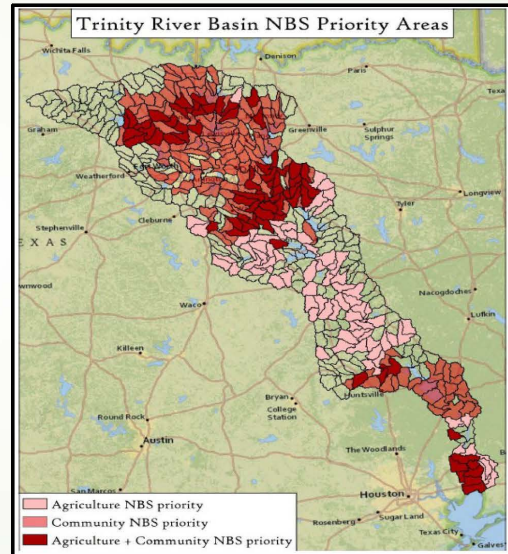 Trinity River Basin NBS Priority Areas
Wichita Falls
Denison
Paris
Texa
Graham
Greenville
Sulphur
Springs
Weatherford
Longview
Tyler
Cleburne
Stephenville
EXAS
ownwood
Nacogdoches
Waco
Lufkin
Killeen
Huntsville
Bryan
College
Station
Round Rock
The Woodlands
Austin
San Marcos
Houston
Sugar Land
Rosenberg
Texas City
Galvest
Agriculture NBS priority
Community NBS priority
Agriculture + Community NBS priority